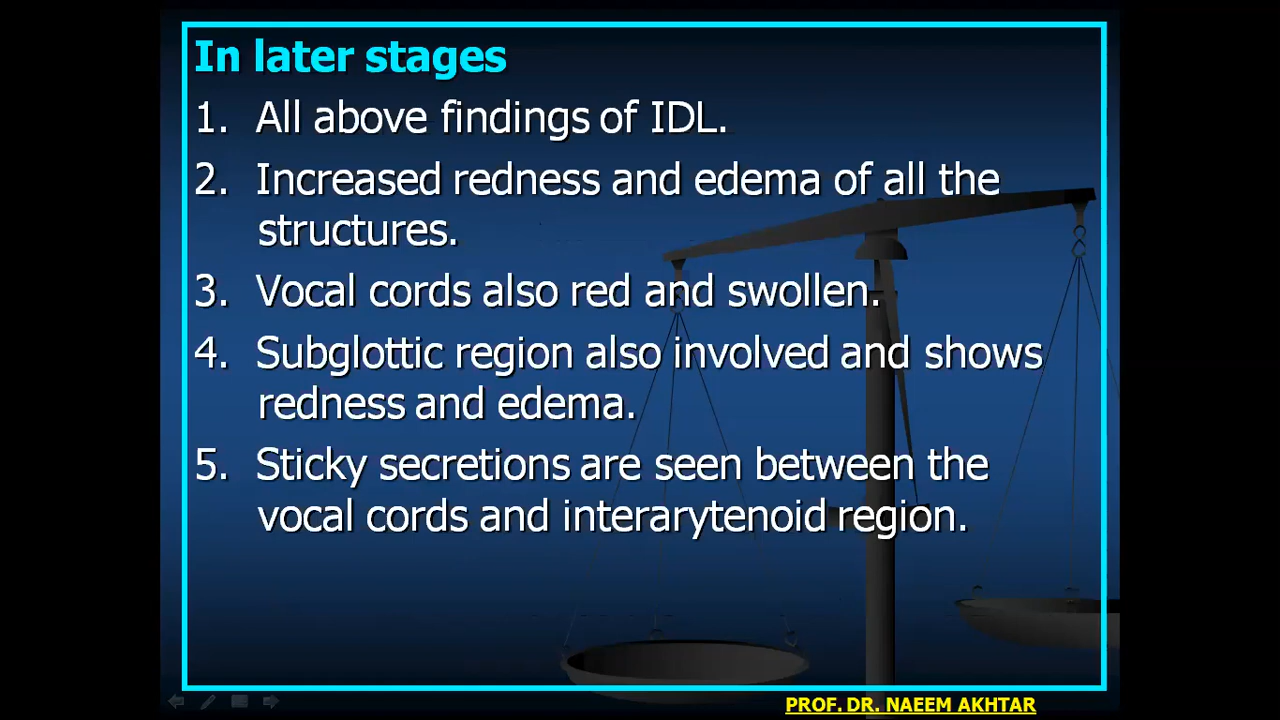 In later stages
1. All above findings of IDL.
2. Increased redness and edema of all the
structures.
3. Vocal cords also red and swollen.
4. Subglottic region also involved and shows
redness and edema.
5. Sticky secretions are seen between the
vocal cords and interarytenoid region.
PROF. DR. NAEEM AKHTAR